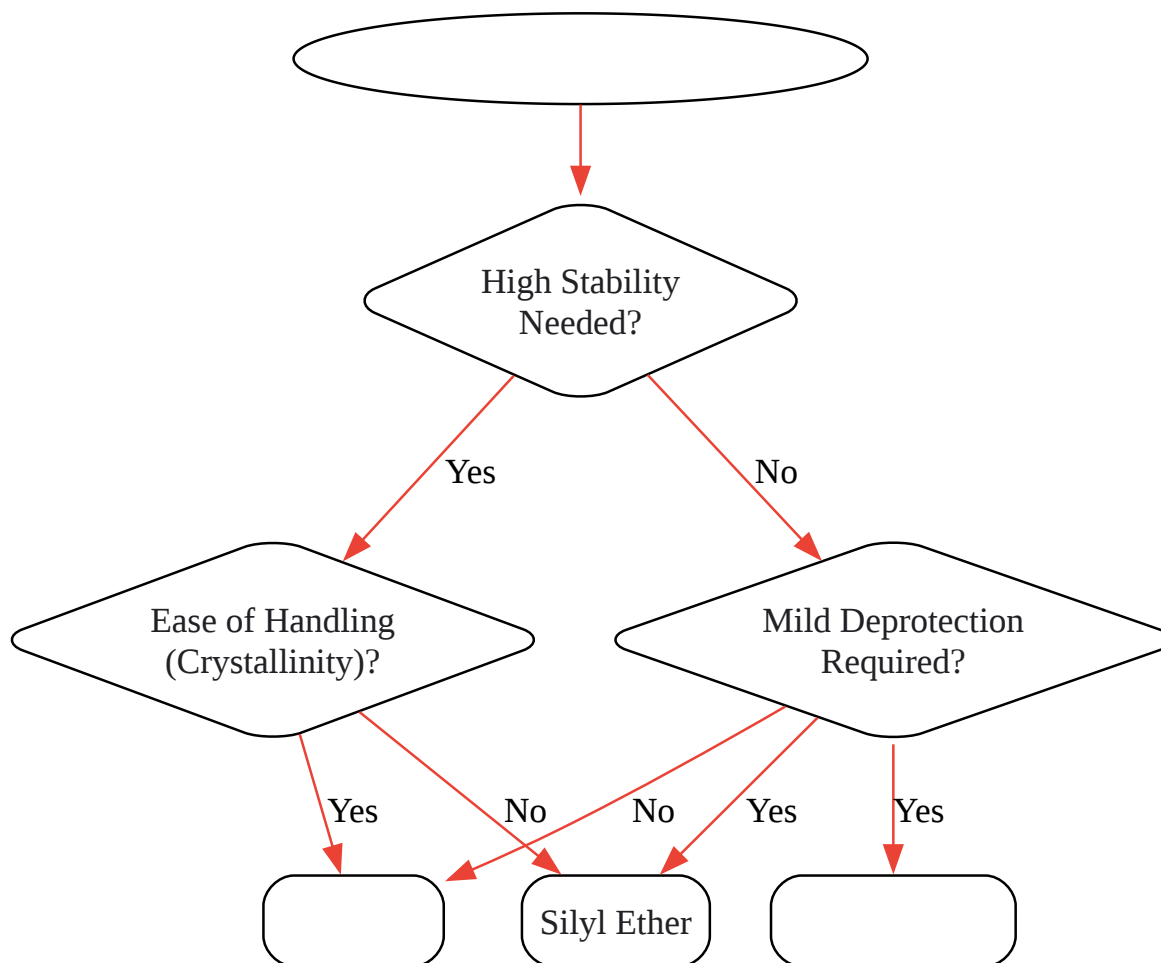 High Stability
Needed?
Yes
No
Ease of Handling
(Crystallinity)?
Mild Deprotection
Required?
Yes
No
No
Yes
Yes
Silyl Ether